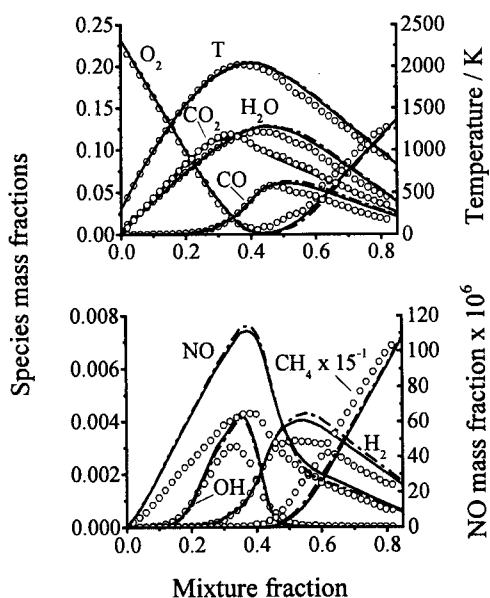 0.25
0.20
0.15
0.10
0.05
0.00
O2
T
CO2
H2O
CO
2500
2000
1500
1000
500
0
0.0 0.2 0.4 0.6 0.8
Species mass fractions
Temperature / K
0.008
0.006
0.004
0.002
0.000
NO
CH4 x 15-1
OH
H2
120
100
80
60
40
20
0
0.0 0.2 0.4 0.6 0.8
NO mass fraction x 106
Mixture fraction